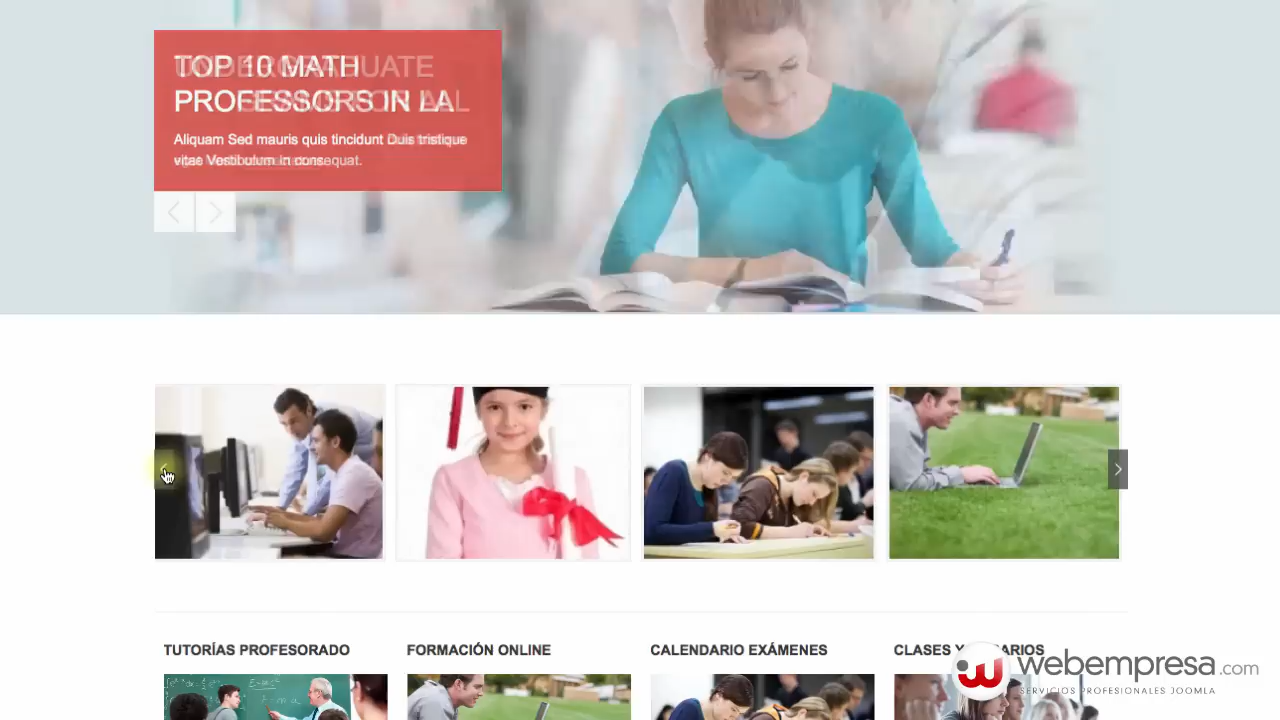 TOP 10 MATH
PROFESSORS IN LA
Aliquam Sed mauris quis tincidunt Duis tristique
vitae Vestibulum In consequat.
TUTORÍAS PROFESORADO
FORMACIÓN ONLINE
CALENDARIO EXÁMENES
CLASES Y
webempresa.com
SERVICIOS PROFESIONALES JOOMLA